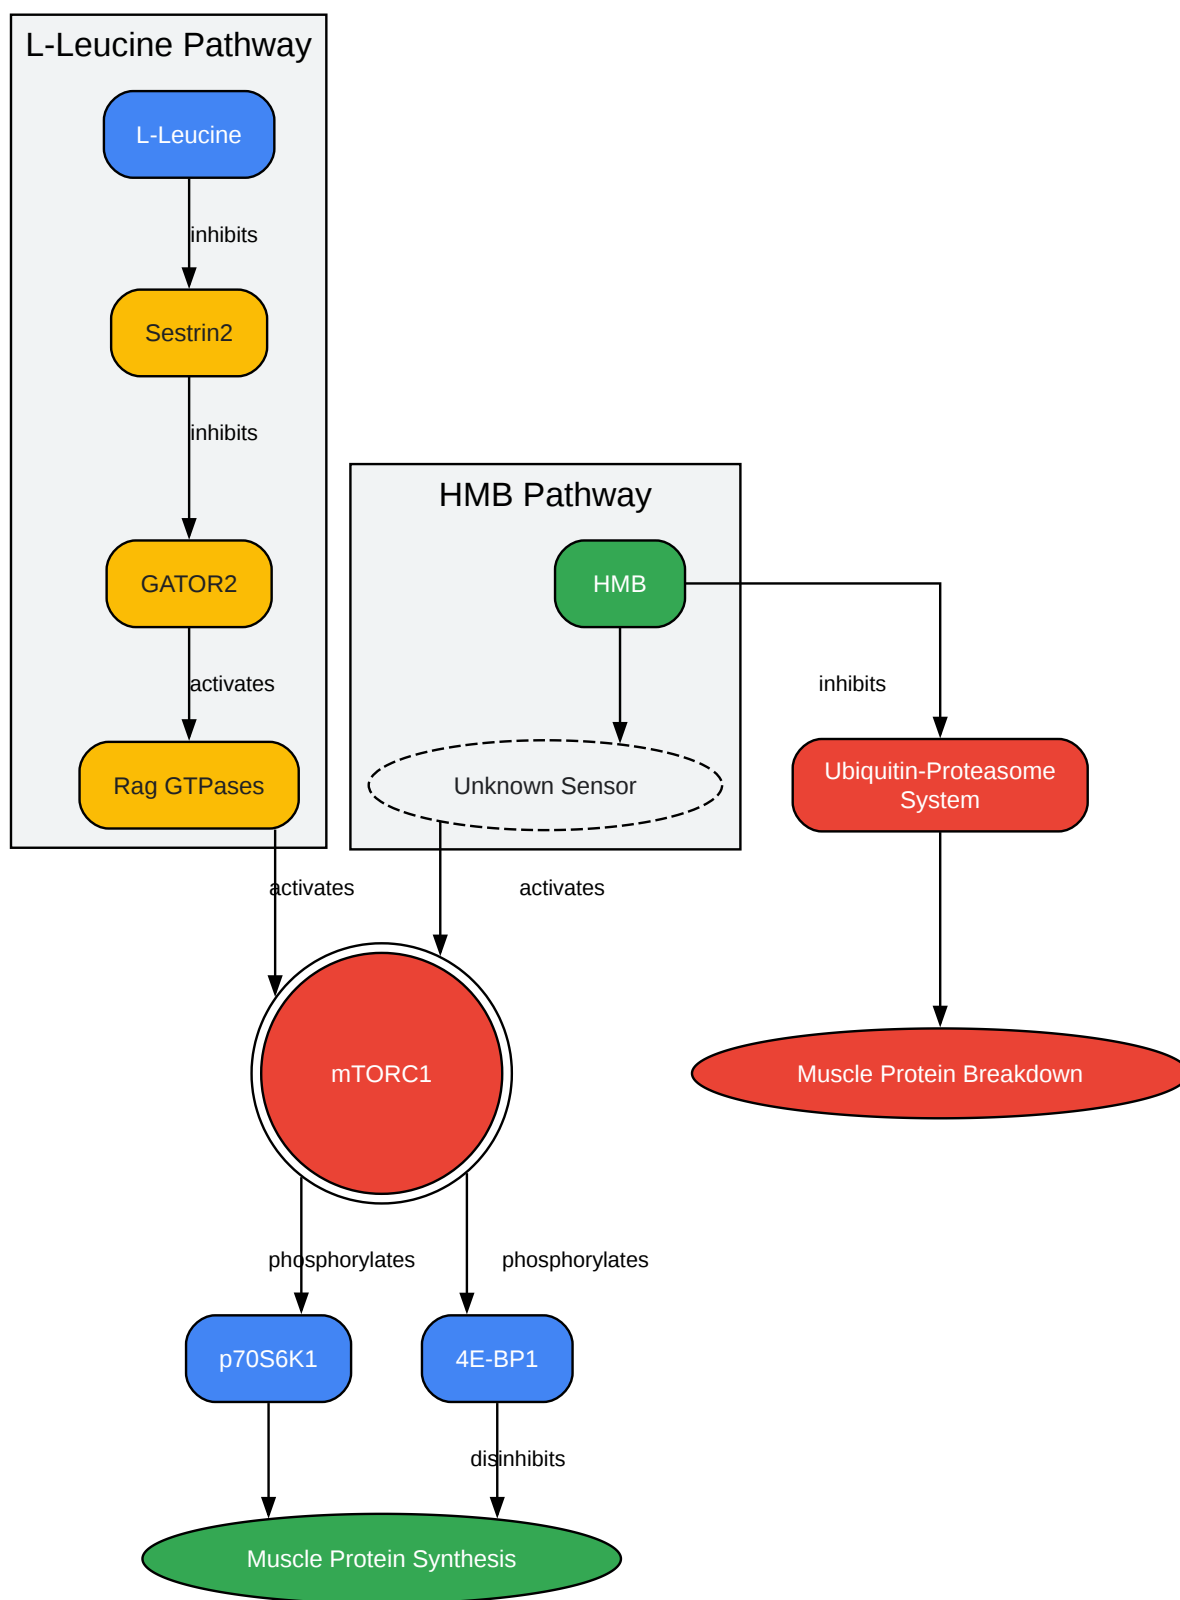 L-Leucine Pathway
L-Leucine
inhibits
Sestrin2
inhibits
HMB Pathway
GATOR2
HMB
activates
inhibits
Rag GTPases
Unknown Sensor
Ubiquitin-Proteasome
System
activates
activates
mTORC1
Muscle Protein Breakdown
phosphorylates
phosphorylates
p70S6K1
4E-BP1
disinhibits
Muscle Protein Synthesis